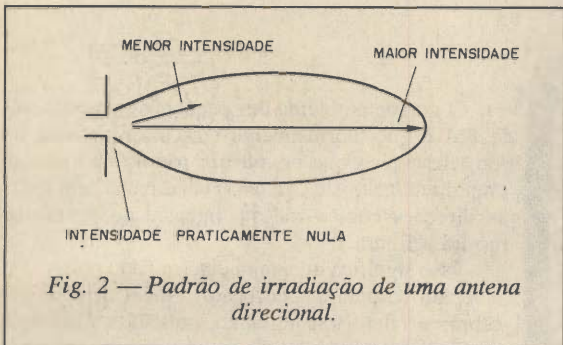 MENOR INTENSIDADE
MAIOR INTENSIDADE
INTENSIDADE PRATICAMENTE NULA
Fig. 2 — Padrão de irradiação de uma antena
direcional.